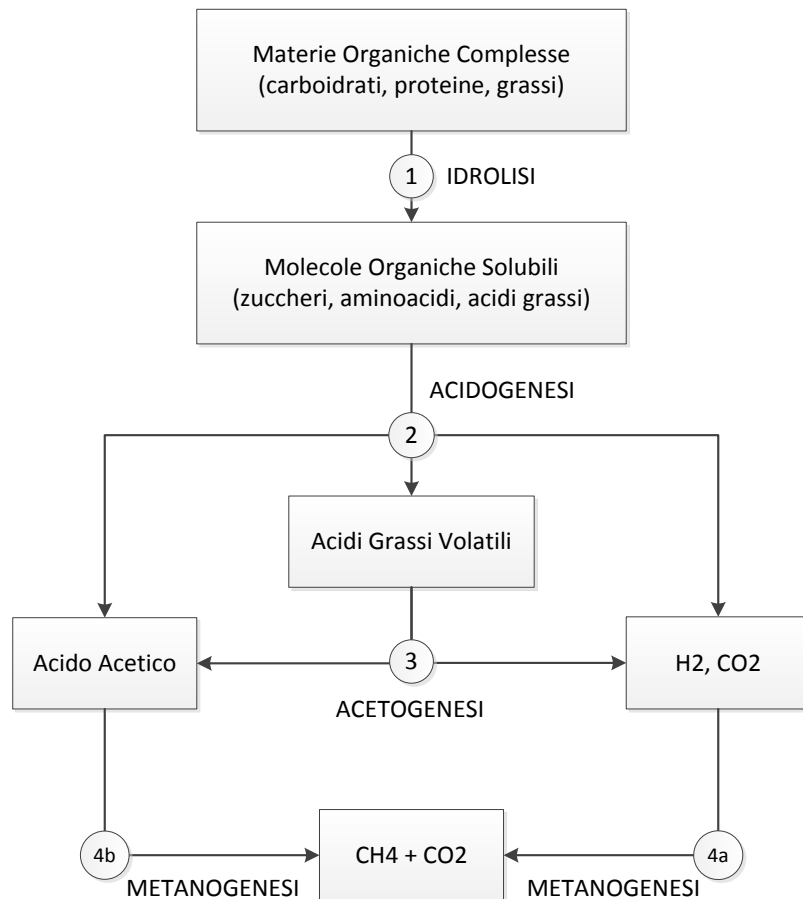 Materie Organiche Complesse
(carboidrati, proteine, grassi)
1
IDROLISI
Molecole Organiche Solubili
(zuccheri, aminoacidi, acidi grassi)
ACIDOGENESI
2
Acidi Grassi Volatili
Acido Acetico
3
H2, CO2
ACETOGENESI
4b
CH4 + CO2
4a
METANOGENESI
METANOGENESI